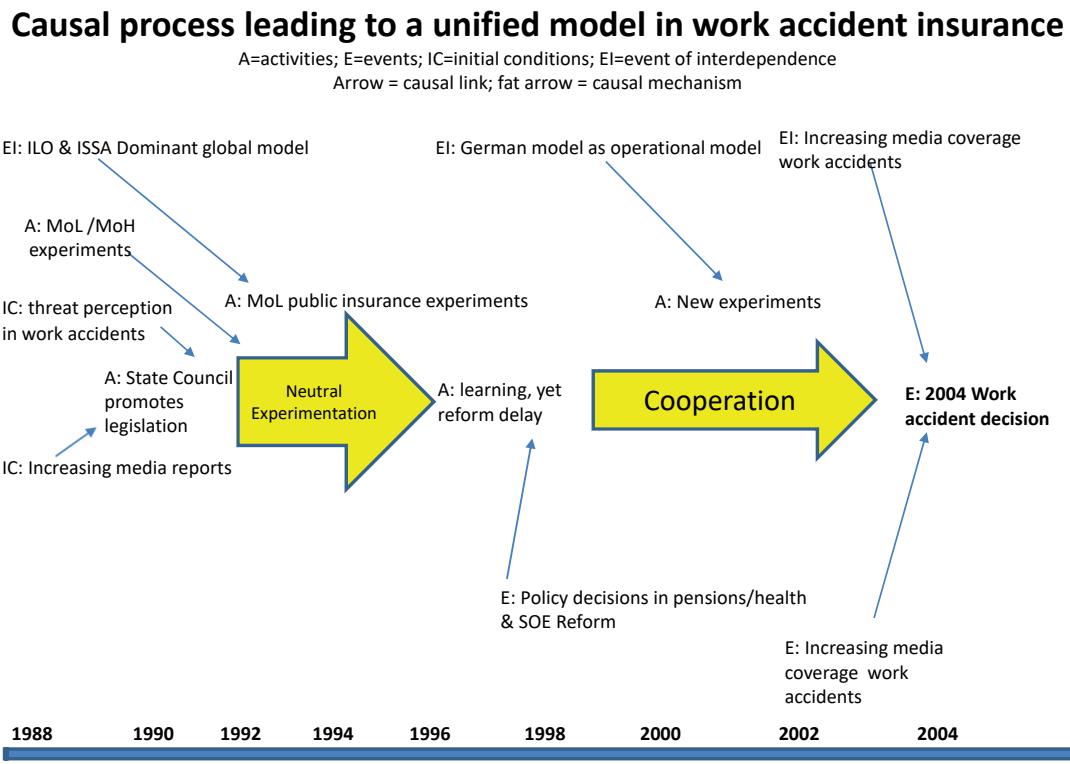 Causal process leading to a unified model in work accident insurance
A=activities; E=events; IC=initial conditions; EI=event of interdependence
Arrow = causal link; fat arrow = causal mechanism
EI: ILO & ISSA Dominant global model
EI: German model as operational model
EI: Increasing media coverage
work accidents
A: MoL /MoH
experiments
IC: threat perception
in work accidents
A: MoL public insurance experiments
A: New experiments
A: State Council
promotes
legislation
Neutral
Experimentation
A: learning, yet
reform delay
Cooperation
E: 2004 Work
accident decision
IC: Increasing media reports
E: Policy decisions in pensions/health
& SOE Reform
E: Increasing media
coverage  work
accidents
1988 1990 1992 1994 1996 1998 2000 2002 2004